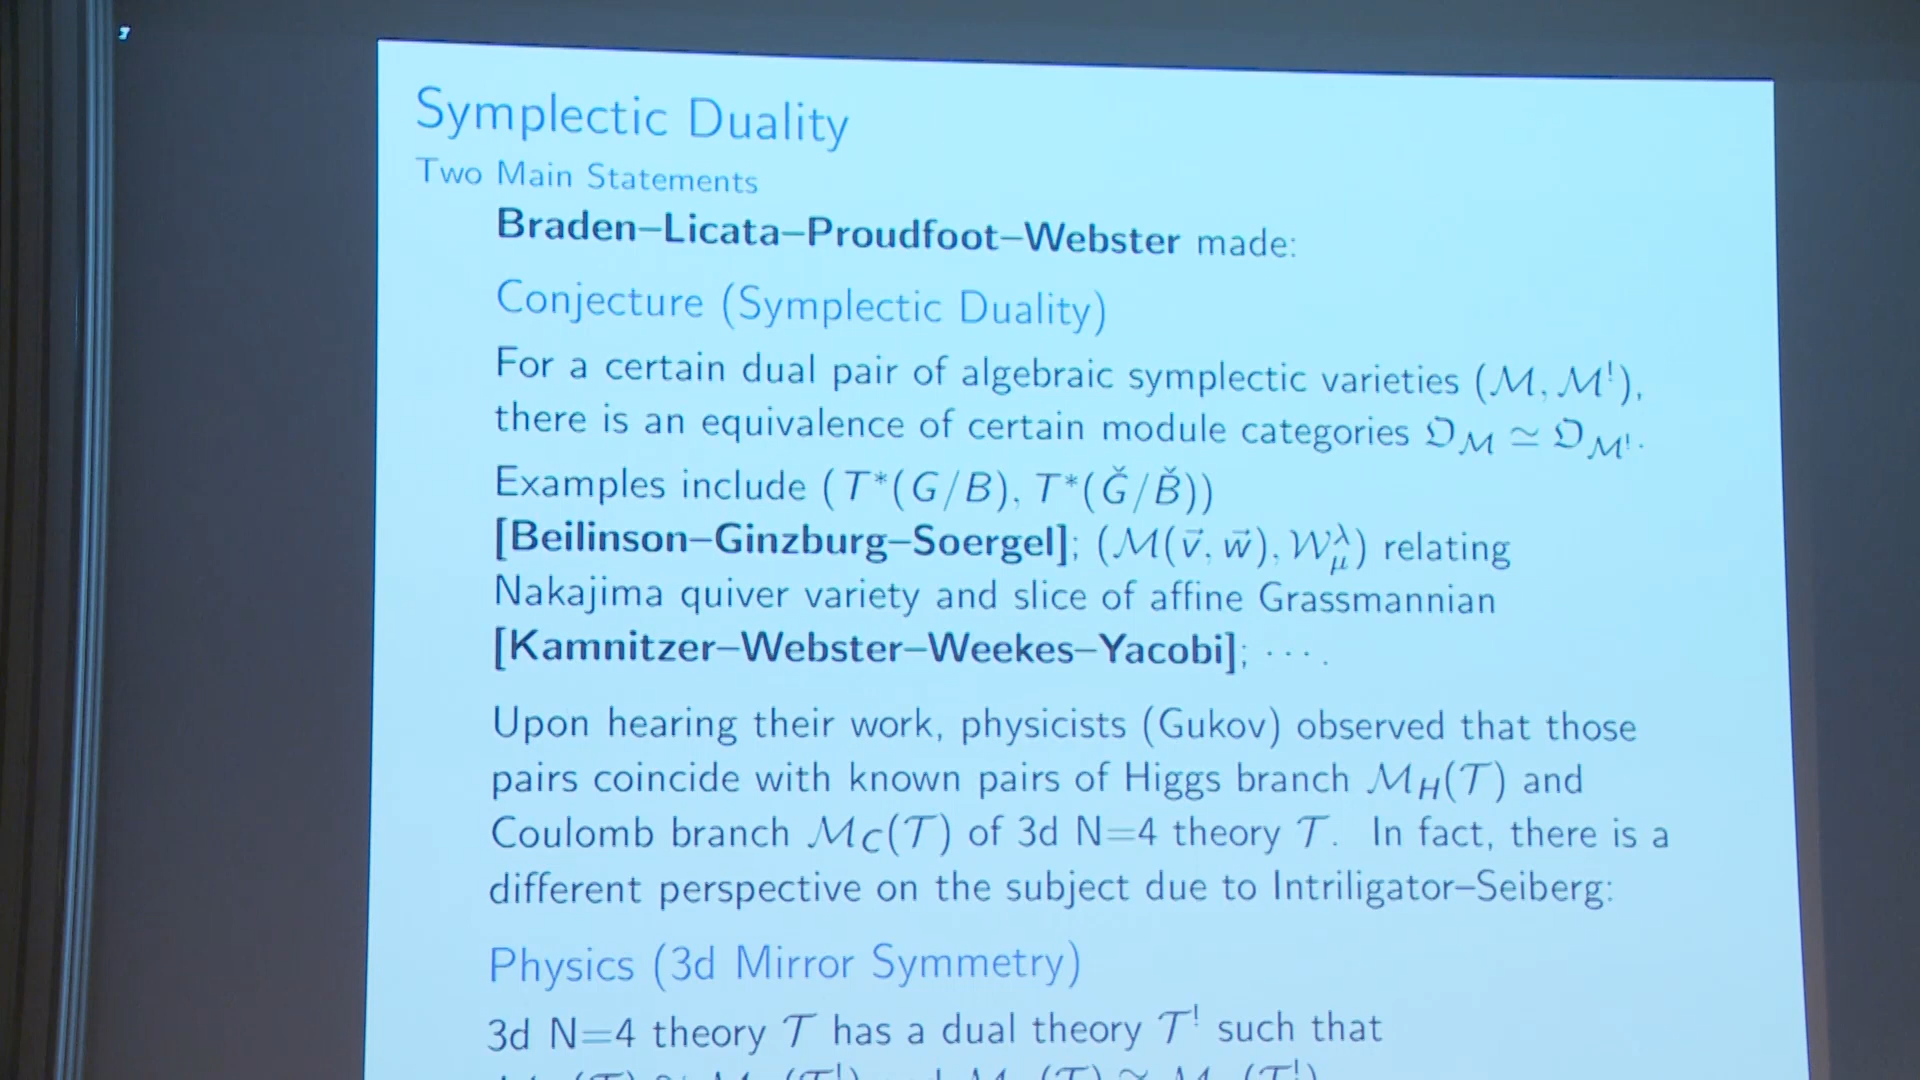 Symplectic Duality
Two Main Statements
Braden–Licata–Proudfoot–Webster made:
Conjecture (Symplectic Duality)
For a certain dual pair of algebraic symplectic varieties (ℳ, ℳ^!),
there is an equivalence of certain module categories 𝔒_ℳ ≃ 𝔒_ℳ^!.
Examples include (T*(G/B), T*(Ǧ/B̌))
[Beilinson–Ginzburg–Soergel]; (ℳ(v⃗, w⃗), 𝒲^λ_μ) relating
Nakajima quiver variety and slice of affine Grassmannian
[Kamnitzer–Webster–Weekes–Yacobi]; ⋯.
Upon hearing their work, physicists (Gukov) observed that those
pairs coincide with known pairs of Higgs branch ℳ_H(𝒯) and
Coulomb branch ℳ_C(𝒯) of 3d N=4 theory 𝒯. In fact, there is a
different perspective on the subject due to Intriligator–Seiberg:
Physics (3d Mirror Symmetry)
3d N=4 theory 𝒯 has a dual theory 𝒯^! such that